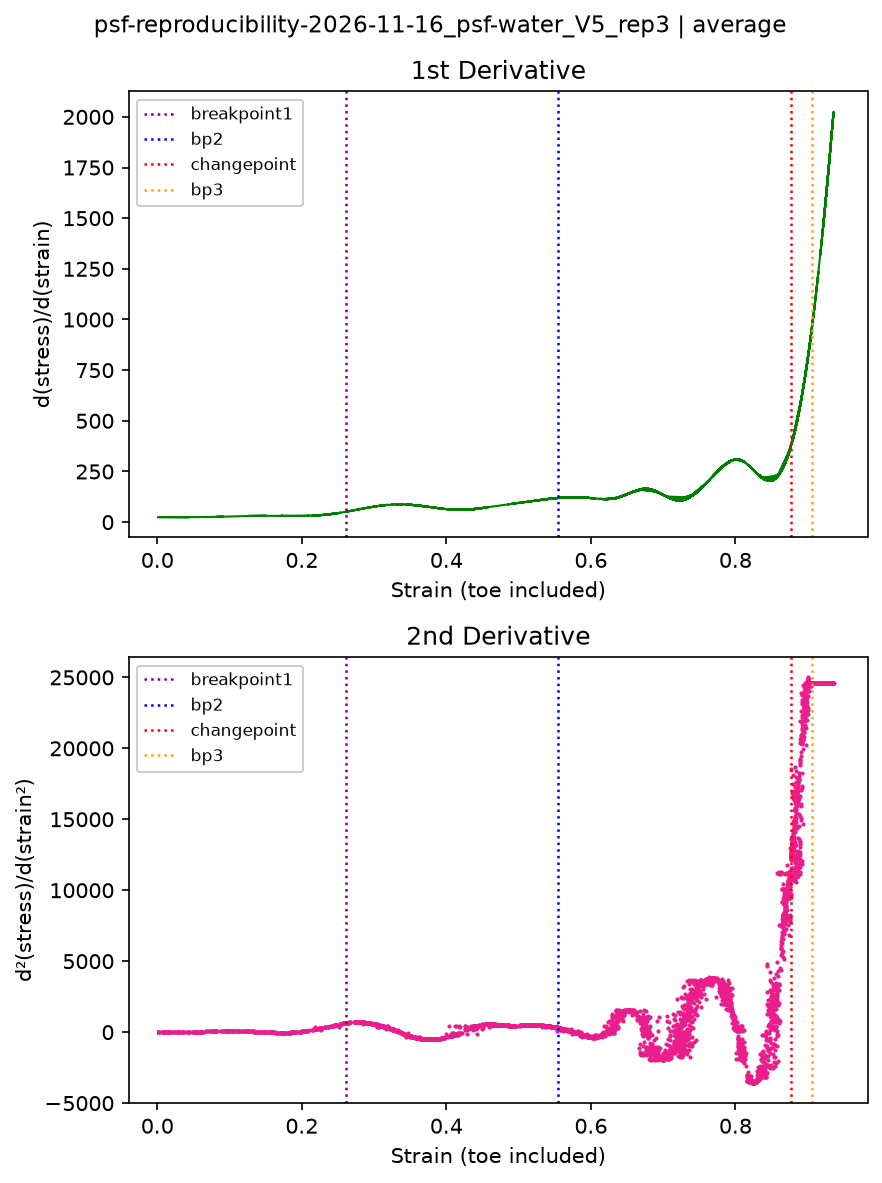 psf-reproducibility-2026-11-16_psf-water_V5_rep3 | average
1st Derivative
breakpoint1
bp2
changepoint
bp3
2000
1750
1500
1250
1000
750
500
250
0
d(stress)/d(strain)
0.0 0.2 0.4 0.6 0.8
Strain (toe included)
2nd Derivative
breakpoint1
bp2
changepoint
bp3
25000
20000
15000
10000
5000
0
−5000
d²(stress)/d(strain²)
0.0 0.2 0.4 0.6 0.8
Strain (toe included)